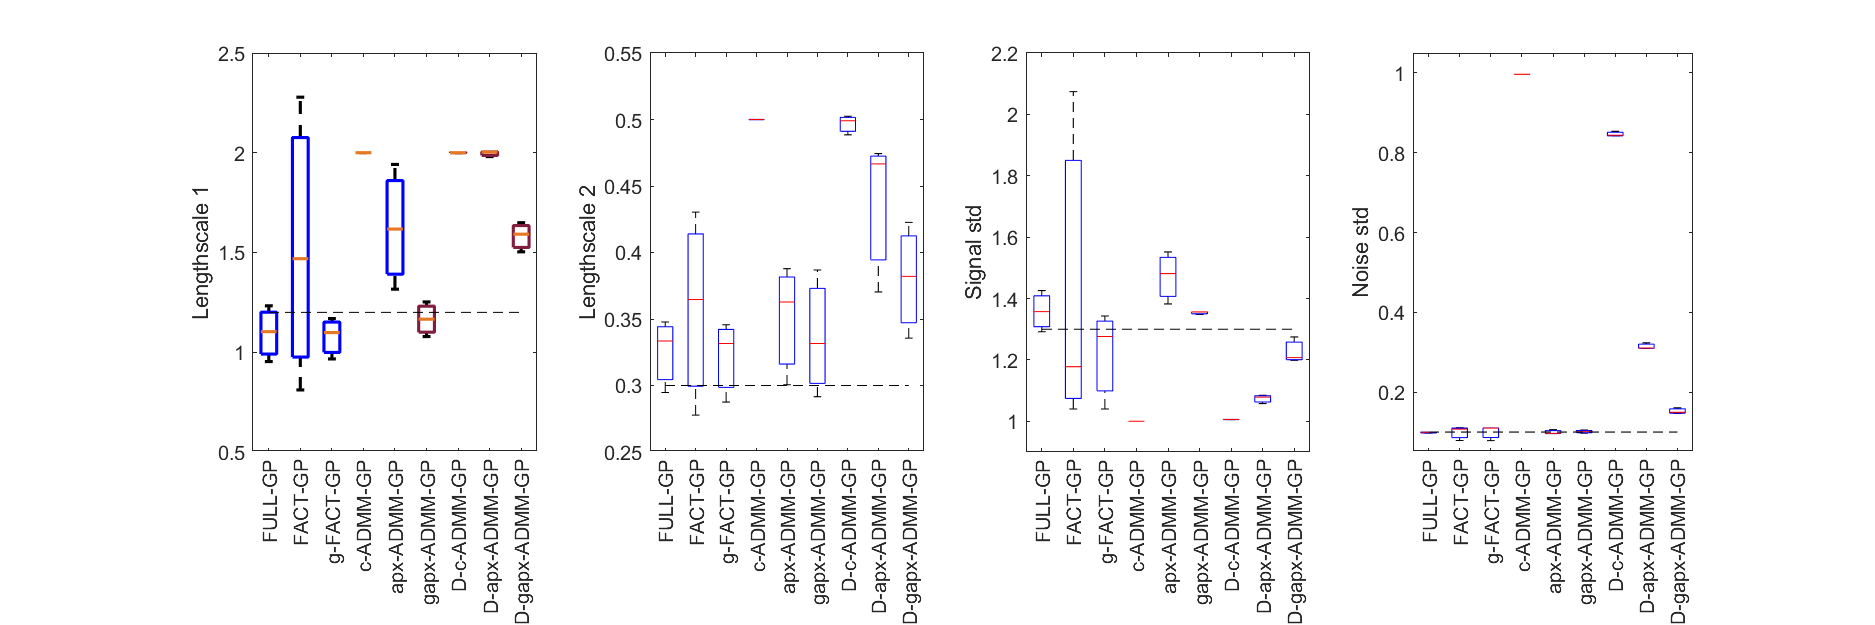 Lengthscale 1
2.5
2
1.5
1
0.5
FULL-GP
FACT-GP
g-FACT-GP
c-ADMM-GP
apx-ADMM-GP
gapx-ADMM-GP
D-c-ADMM-GP
D-apx-ADMM-GP
D-gapx-ADMM-GP
Lengthscale 2
0.55
0.5
0.45
0.4
0.35
0.3
0.25
FULL-GP
FACT-GP
g-FACT-GP
c-ADMM-GP
apx-ADMM-GP
gapx-ADMM-GP
D-c-ADMM-GP
D-apx-ADMM-GP
D-gapx-ADMM-GP
Signal std
2.2
2
1.8
1.6
1.4
1.2
1
FULL-GP
FACT-GP
g-FACT-GP
c-ADMM-GP
apx-ADMM-GP
gapx-ADMM-GP
D-c-ADMM-GP
D-apx-ADMM-GP
D-gapx-ADMM-GP
Noise std
1
0.8
0.6
0.4
0.2
FULL-GP
FACT-GP
g-FACT-GP
c-ADMM-GP
apx-ADMM-GP
gapx-ADMM-GP
D-c-ADMM-GP
D-apx-ADMM-GP
D-gapx-ADMM-GP